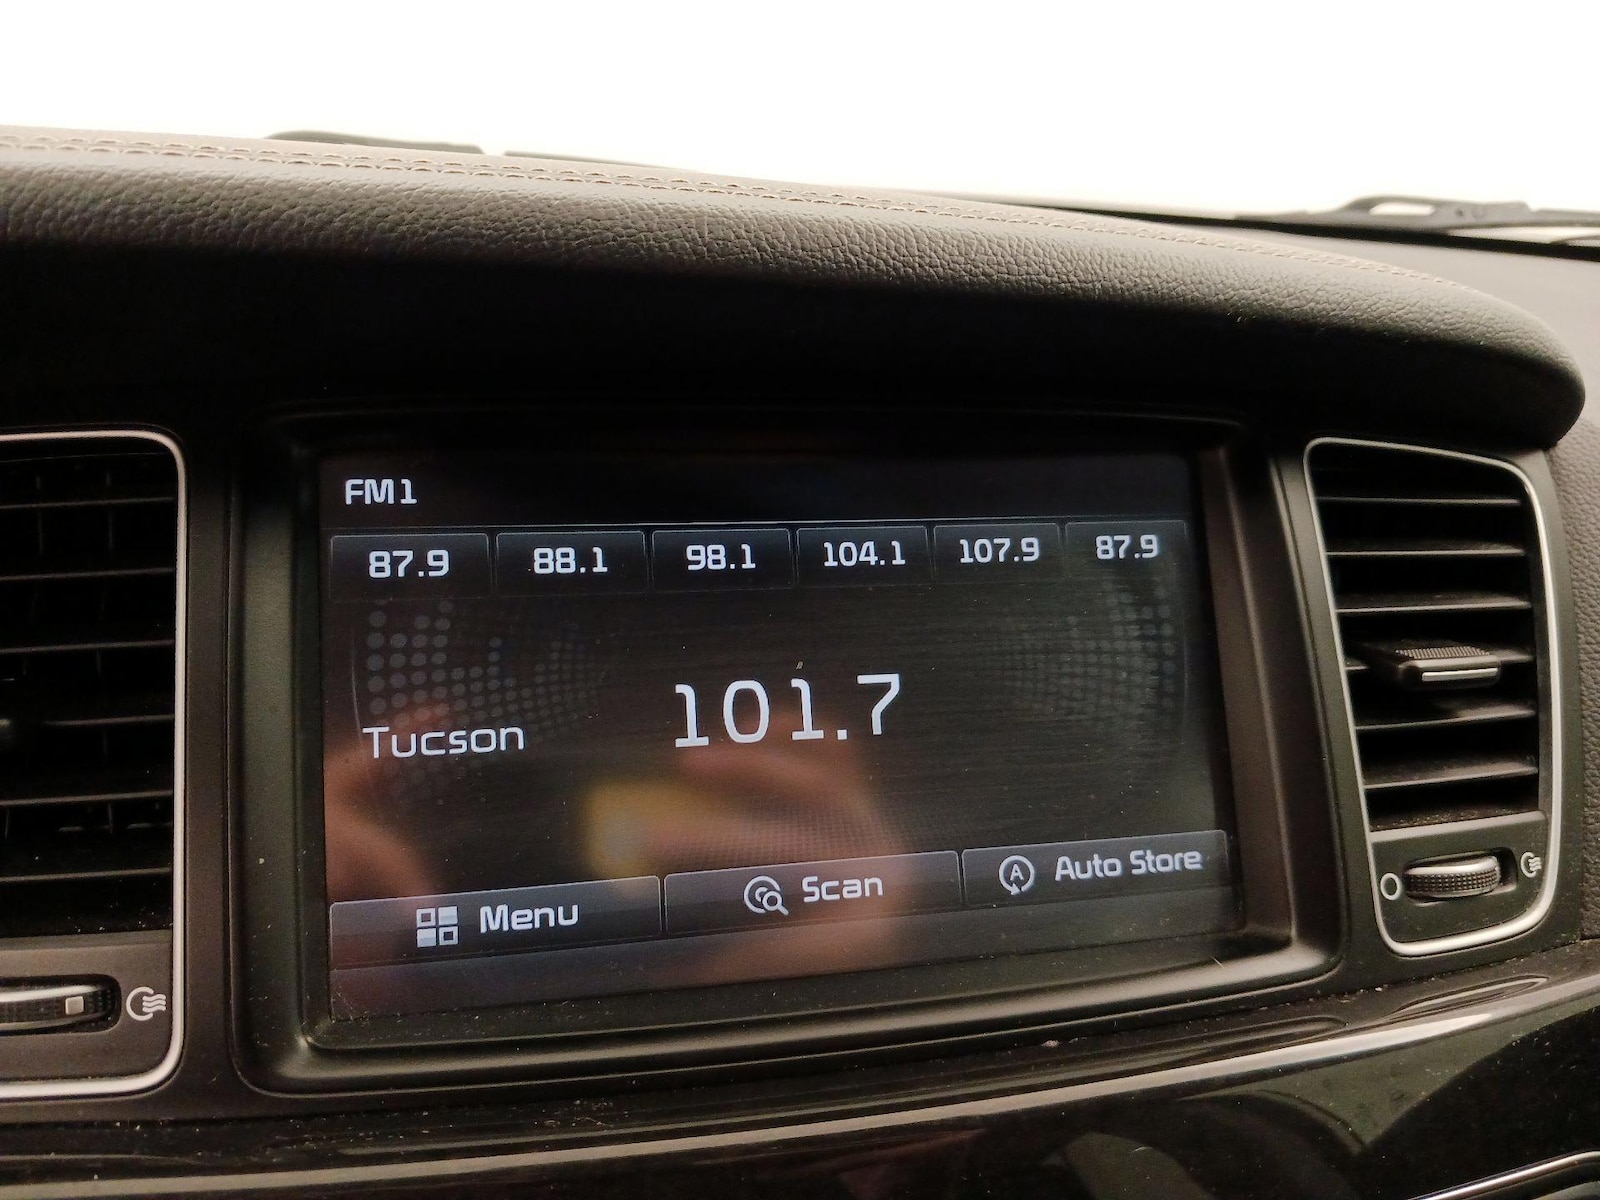 FM1
87.9 88.1 98.1 104.1 107.9 87.9
Tucson 101.7
Menu Scan Auto Store